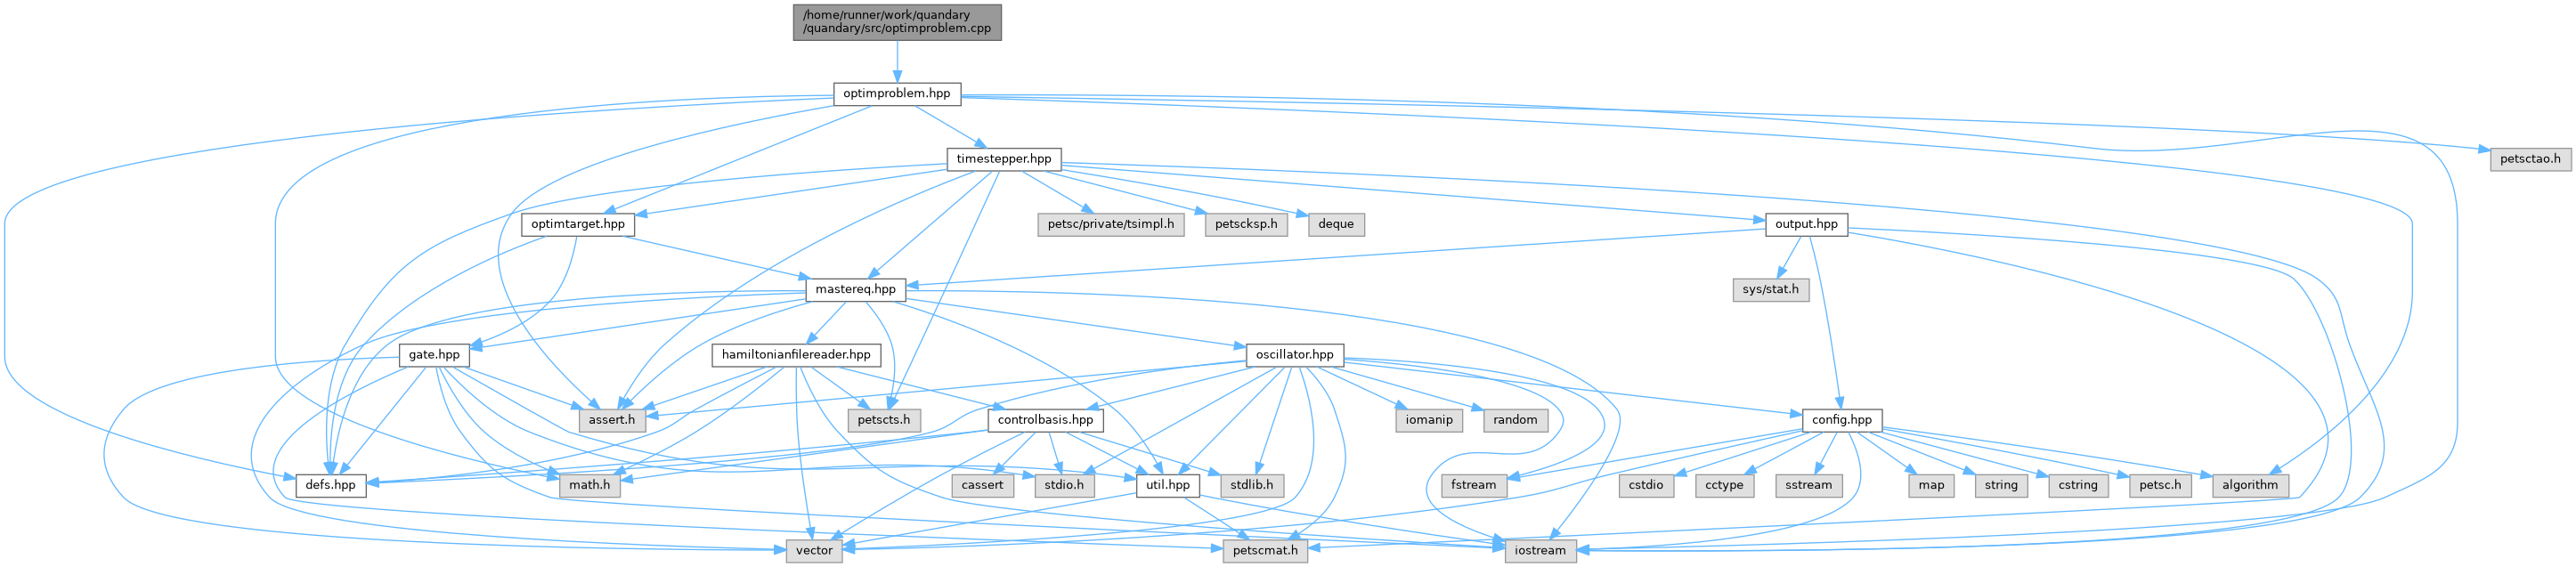 /home/runner/work/quandary
/quandary/src/optimproblem.cpp
optimproblem.hpp
timestepper.hpp
petsctao.h
optimtarget.hpp
petsc/private/tsimpl.h
petscksp.h
deque
output.hpp
mastereq.hpp
sys/stat.h
gate.hpp
hamiltonianfilereader.hpp
oscillator.hpp
assert.h
petscts.h
controlbasis.hpp
iomanip
random
config.hpp
defs.hpp
math.h
cassert
stdio.h
util.hpp
stdlib.h
fstream
cstdio
cctype
sstream
map
string
cstring
petsc.h
algorithm
vector
petscmat.h
iostream